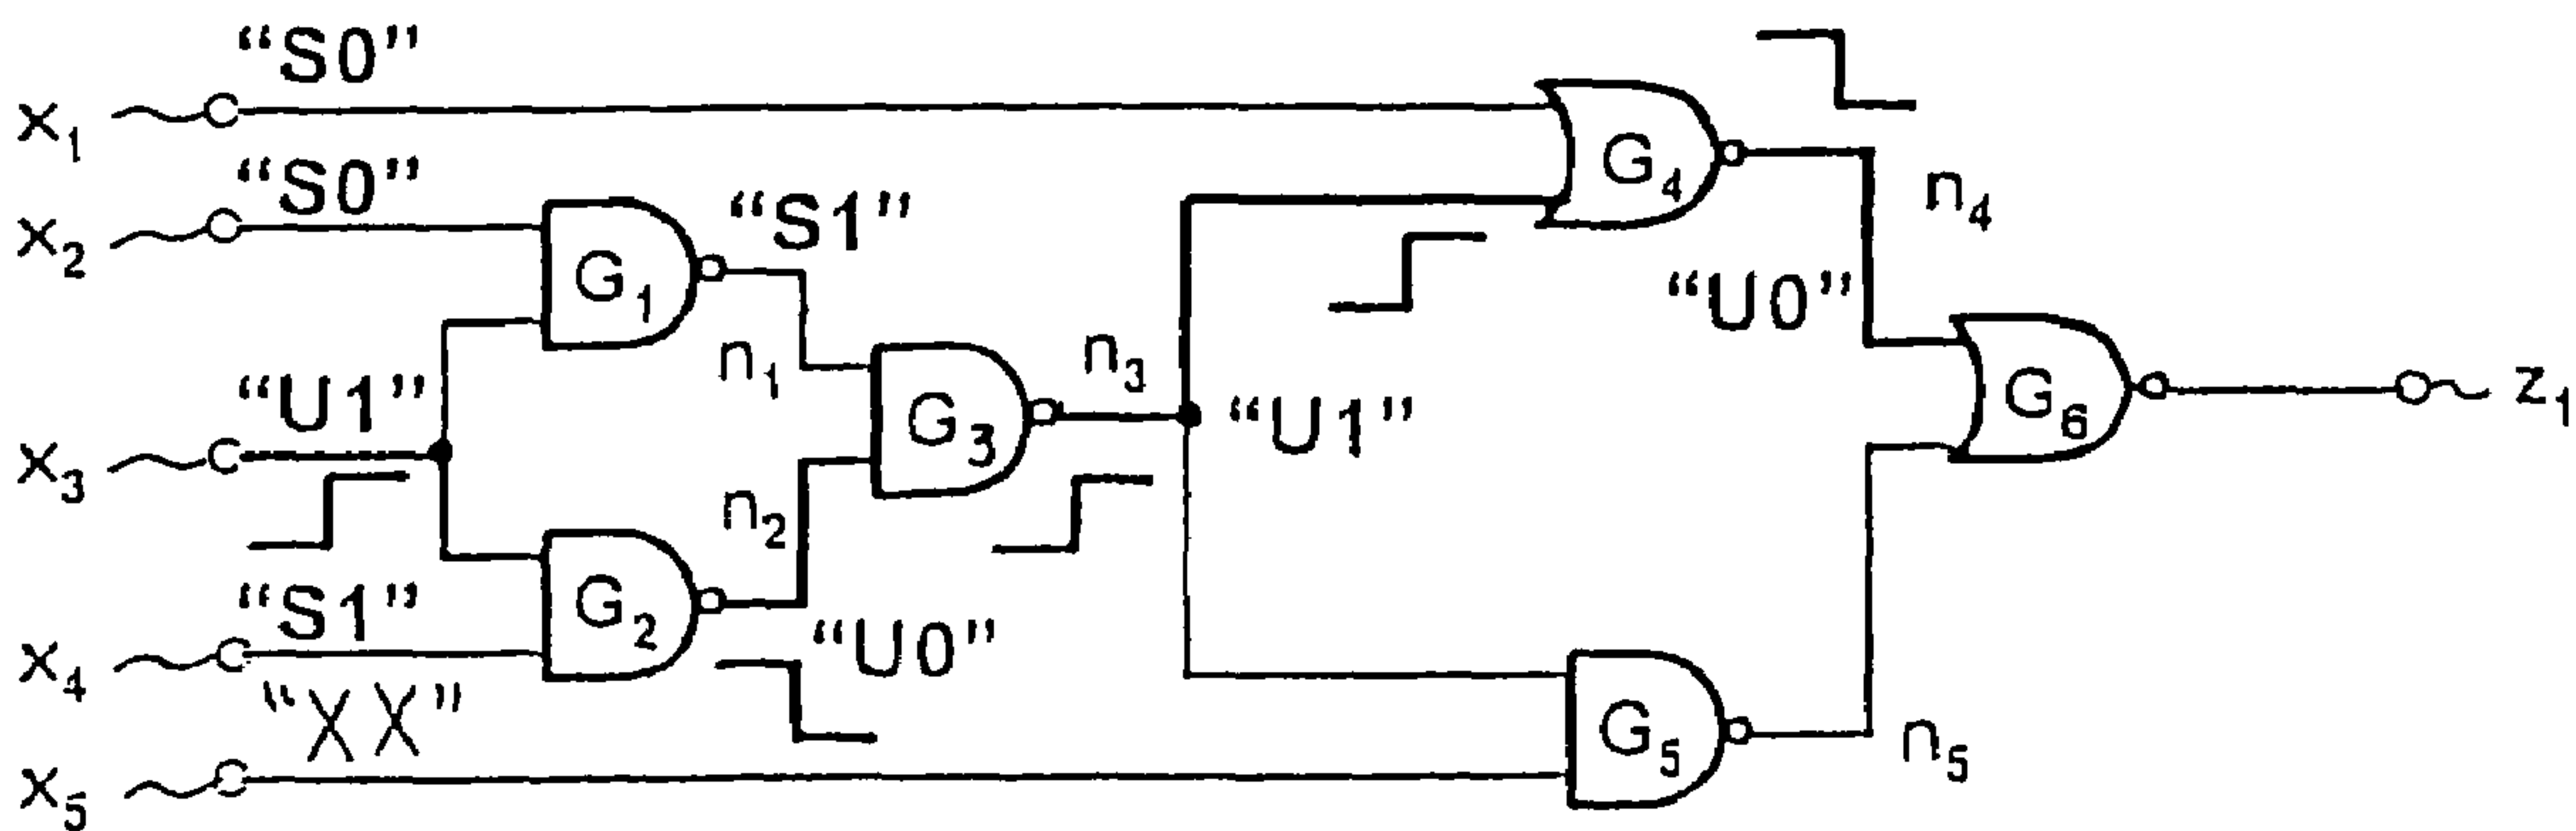 “S0”
x1
“S0”
x2
G1
“S1”
n1
“U1”
x3
G3
n3
“U1”
n2
G2
“U0”
“S1”
x4
“XX”
x5
G4
n4
“U0”
G6
z1
G5
n5